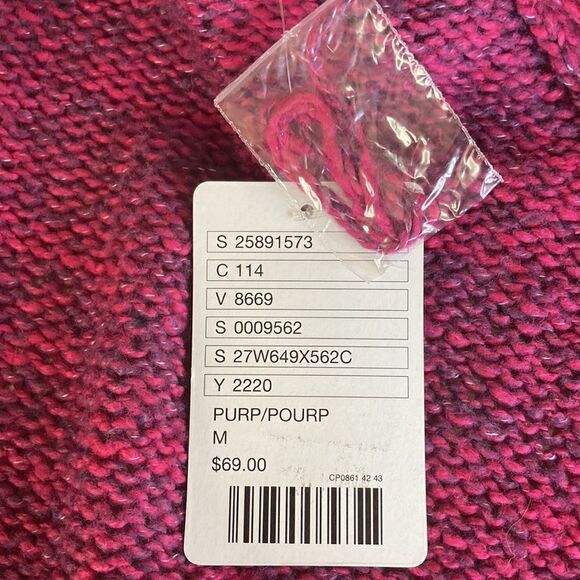 S 25891573
C 114
V 8669
S 0009562
S 27W649X562C
Y 2220
PURP/POURP
M
$69.00
CP0861 42 43